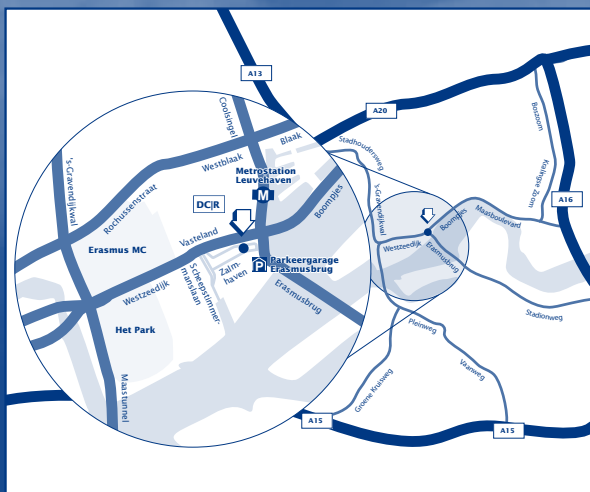 A13
A20
Coolsingel
Blaak
Westblaak
Stadhoudersweg
Boszoom
Kralingse Zoom
's-Gravendijkwal
Metrostation
Leuvehaven
M
's-Gravendijkwal
A16
Rochussenstraat
DC|R
Boompjes
Boompjes
Maasboulevard
Vasteland
Erasmus MC
Westzeedijk
Erasmusbrug
Zalm-
haven
P
Parkeergarage
Erasmusbrug
Scheepstimmer-
manslaan
Westzeedijk
Erasmusbrug
Het Park
Stadionweg
Pleinweg
Vaanweg
Maastunnel
Groene Kruisweg
A15
A15